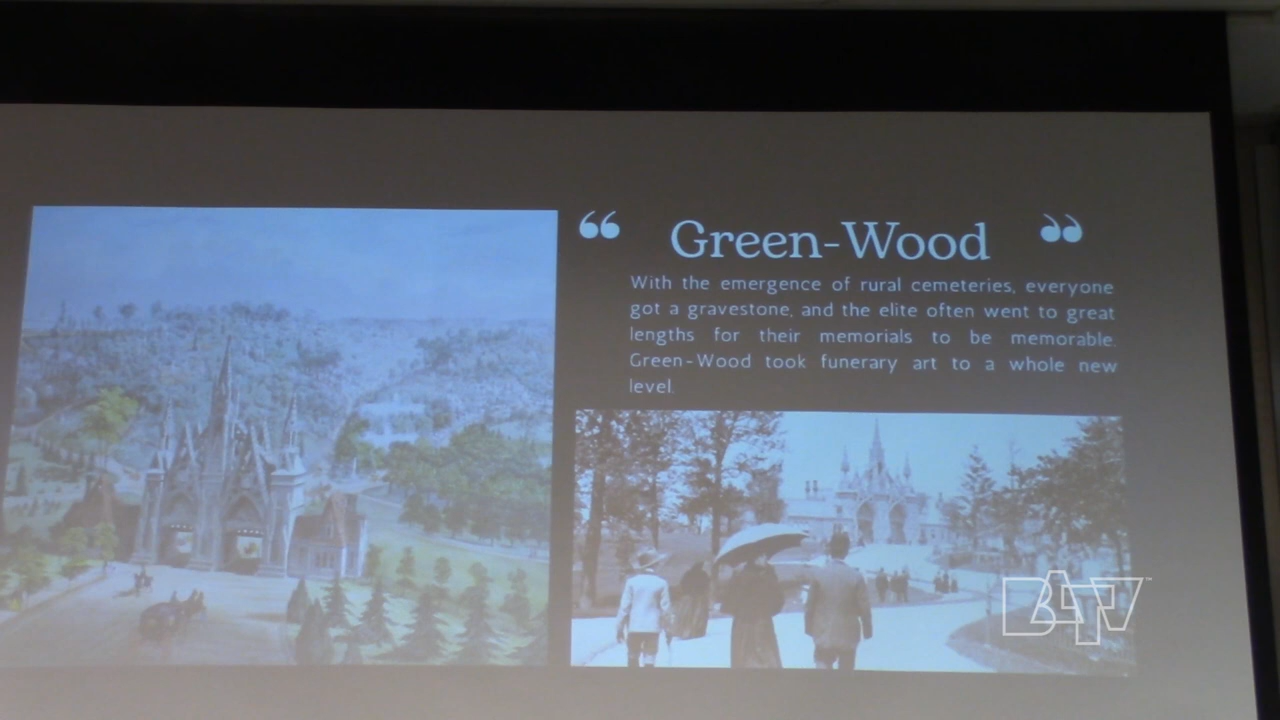 “ Green-Wood ”
With the emergence of rural cemeteries, everyone
got a gravestone, and the elite often went to great
lengths for their memorials to be memorable.
Green-Wood took funerary art to a whole new
level.
BATV™